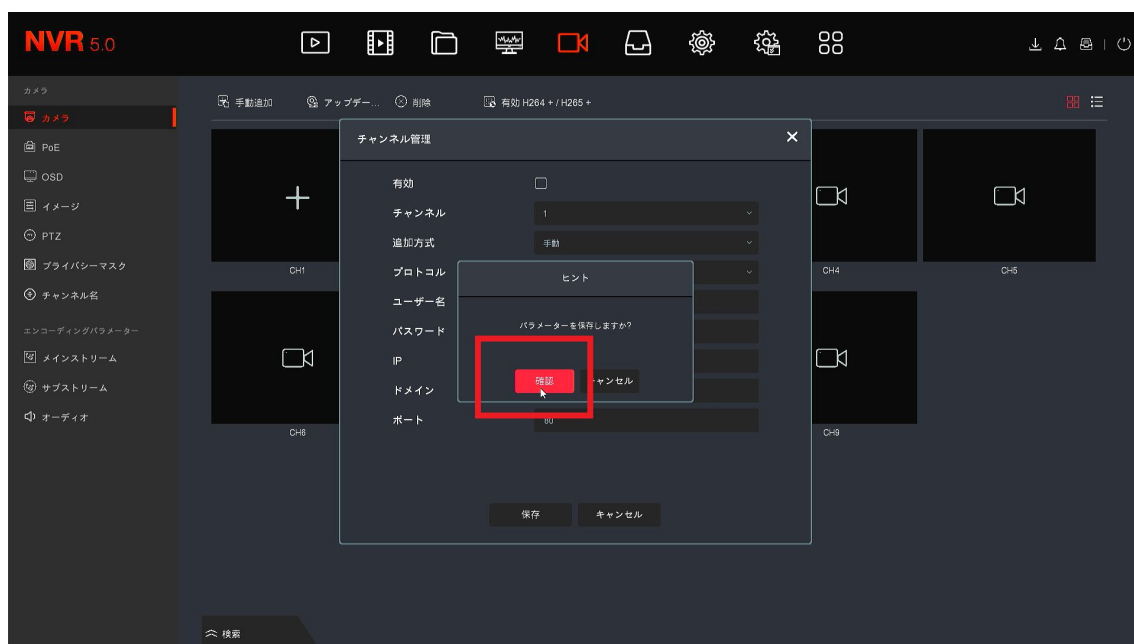 NVR 5.0
カメラ
カメラ
PoE
OSD
イメージ
PTZ
プライバシーマスク
チャンネル名
エンコーディングパラメーター
メインストリーム
サブストリーム
オーディオ
手動追加 アップデー... 削除 有効 H264 + / H265 +
チャンネル管理
有効
チャンネル 1
追加方式 手動
プロトコル
ユーザー名
パスワード
IP
ドメイン
ポート 80
ヒント
パラメーターを保存しますか?
確認 ャンセル
保存 キャンセル
CH1 CH4 CH5
CH6 CH9
検索